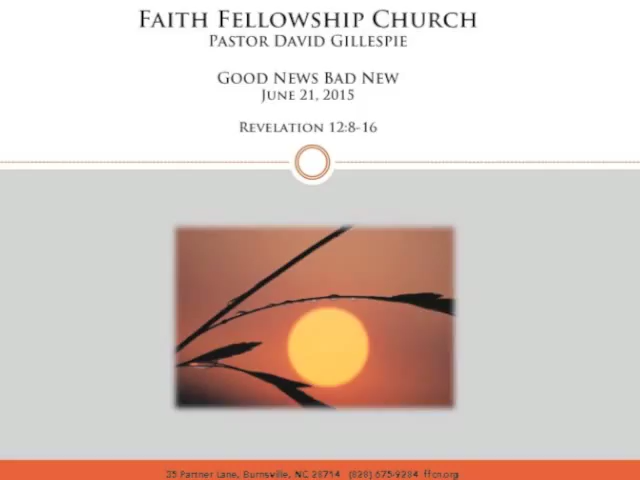 Faith Fellowship Church
Pastor David Gillespie
Good News Bad New
June 21, 2015
Revelation 12:8-16
25 Partner Lane, Burnsville, NC 28714 (828) 675-9284 ffcn.org